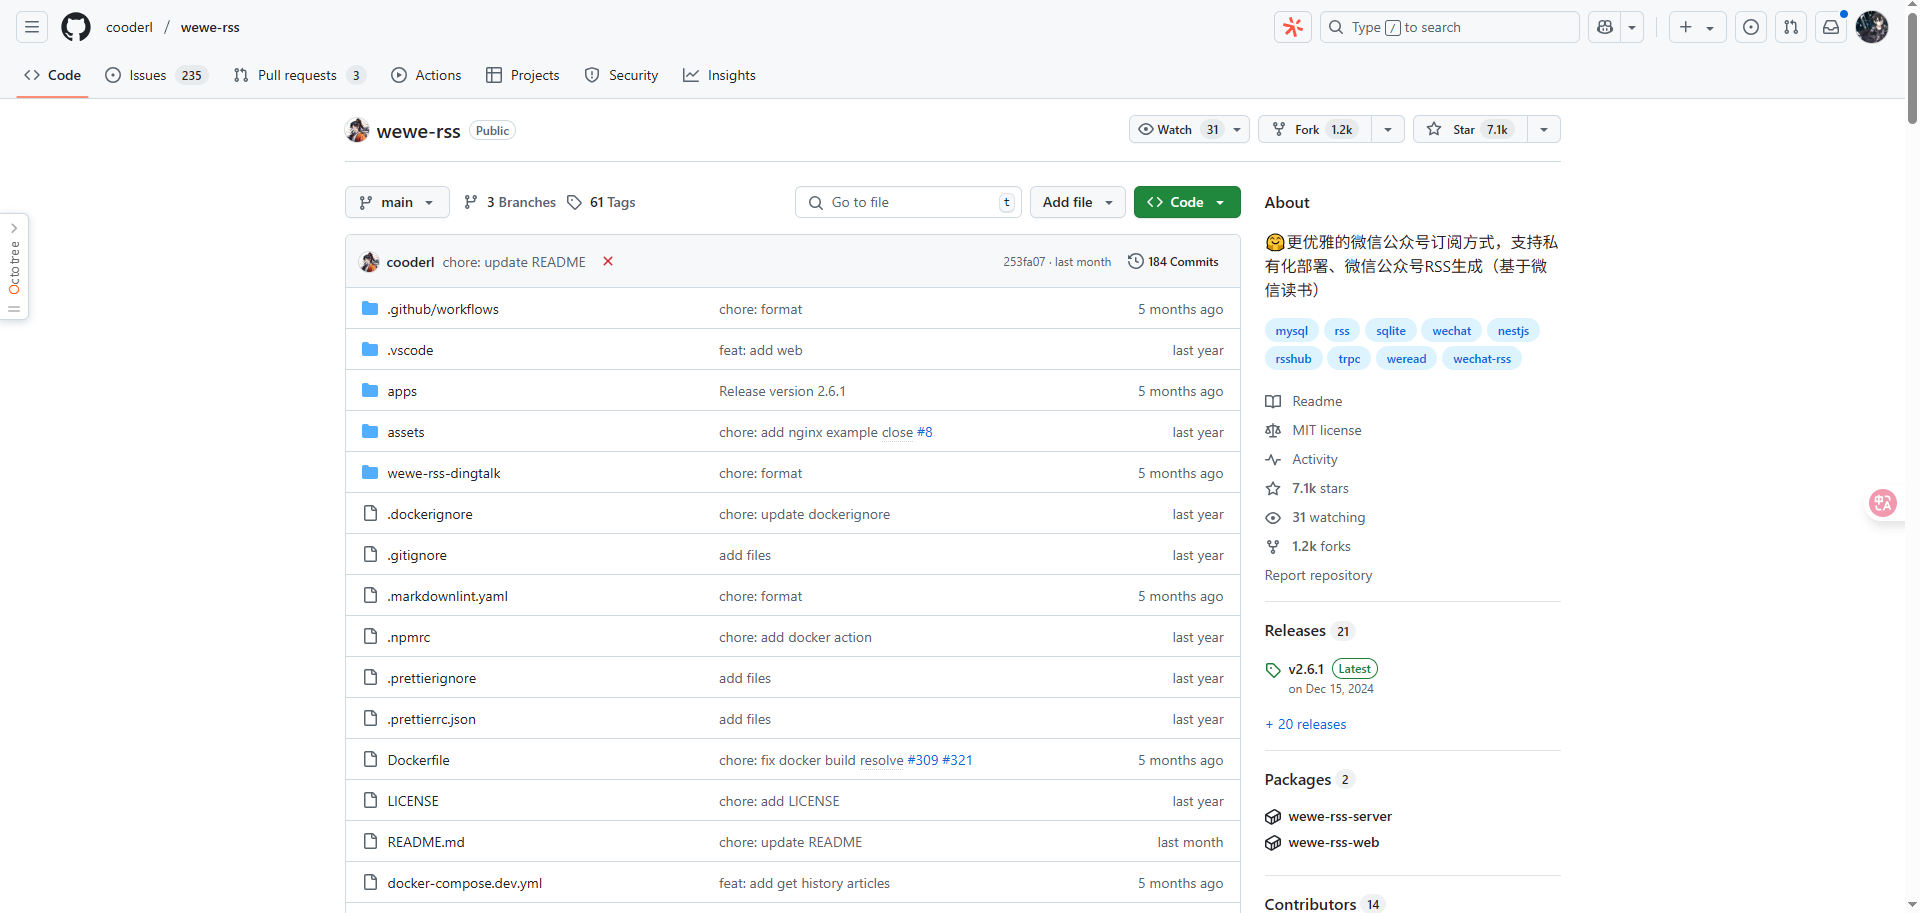 cooderl / wewe-rss
Type / to search
Code
Issues 235
Pull requests 3
Actions
Projects
Security
Insights
wewe-rss Public
Watch 31
Fork 1.2k
Star 7.1k
main
3 Branches
61 Tags
Go to file t
Add file
Code
cooderl chore: update README
253fa07 · last month
184 Commits
.github/workflows chore: format 5 months ago
.vscode feat: add web last year
apps Release version 2.6.1 5 months ago
assets chore: add nginx example close #8 last year
wewe-rss-dingtalk chore: format 5 months ago
.dockerignore chore: update dockerignore last year
.gitignore add files last year
.markdownlint.yaml chore: format 5 months ago
.npmrc chore: add docker action last year
.prettierignore add files last year
.prettierrc.json add files last year
Dockerfile chore: fix docker build resolve #309 #321 5 months ago
LICENSE chore: add LICENSE last year
README.md chore: update README last month
docker-compose.dev.yml feat: add get history articles 5 months ago
About
🤗更优雅的微信公众号订阅方式，支持私
有化部署、微信公众号RSS生成（基于微
信读书）
mysql rss sqlite wechat nestjs
rsshub trpc weread wechat-rss
Readme
MIT license
Activity
7.1k stars
31 watching
1.2k forks
Report repository
Releases 21
v2.6.1 Latest
on Dec 15, 2024
+ 20 releases
Packages 2
wewe-rss-server
wewe-rss-web
Contributors 14
Octotree
中A